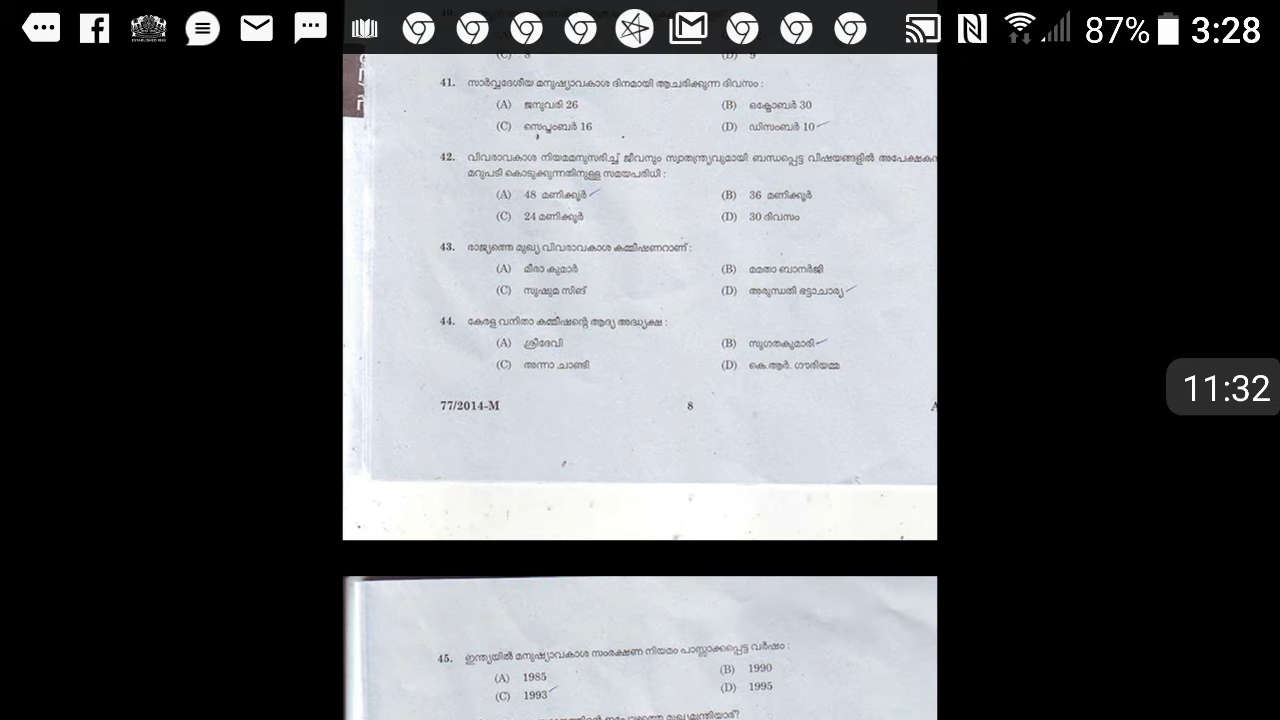 87% 3:28
(C) 8 (D) 9
41. സാർവ്വദേശീയ മനുഷ്യാവകാശ ദിനമായി ആചരിക്കുന്ന ദിവസം :
(A) ജനുവരി 26 (B) ഒക്ടോബർ 30
(C) സെപ്തംബർ 16 (D) ഡിസംബർ 10
42. വിവരാവകാശ നിയമമനുസരിച്ച് ജീവനും സ്വാതന്ത്ര്യവുമായി ബന്ധപ്പെട്ട വിഷയങ്ങളിൽ
മറുപടി കൊടുക്കുന്നതിനുള്ള സമയപരിധി :
(A) 48 മണിക്കൂർ (B) 36 മണിക്കൂർ
(C) 24 മണിക്കൂർ (D) 30 ദിവസം
43. രാജ്യത്തെ മുഖ്യ വിവരാവകാശ കമ്മീഷണറാണ് :
(A) മീരാ കുമാർ (B) മമതാ ബാനർജി
(C) സുഷുമ സിങ് (D) അരുന്ധതി ഭട്ടാചാര്യ
44. കേരള വനിതാ കമ്മീഷന്റെ ആദ്യ അദ്ധ്യക്ഷ :
(A) ശ്രീദേവി (B) സുഗതകുമാരി
(C) അന്നാ ചാണ്ടി (D) കെ.ആർ. ഗൗരിയമ്മ
11:32
77/2014-M 8
45. ഇന്ത്യയിൽ മനുഷ്യാവകാശ സംരക്ഷണ നിയമം പാസ്സാക്കപ്പെട്ട വർഷം :
(A) 1985 (B) 1990
(C) 1993 (D) 1995